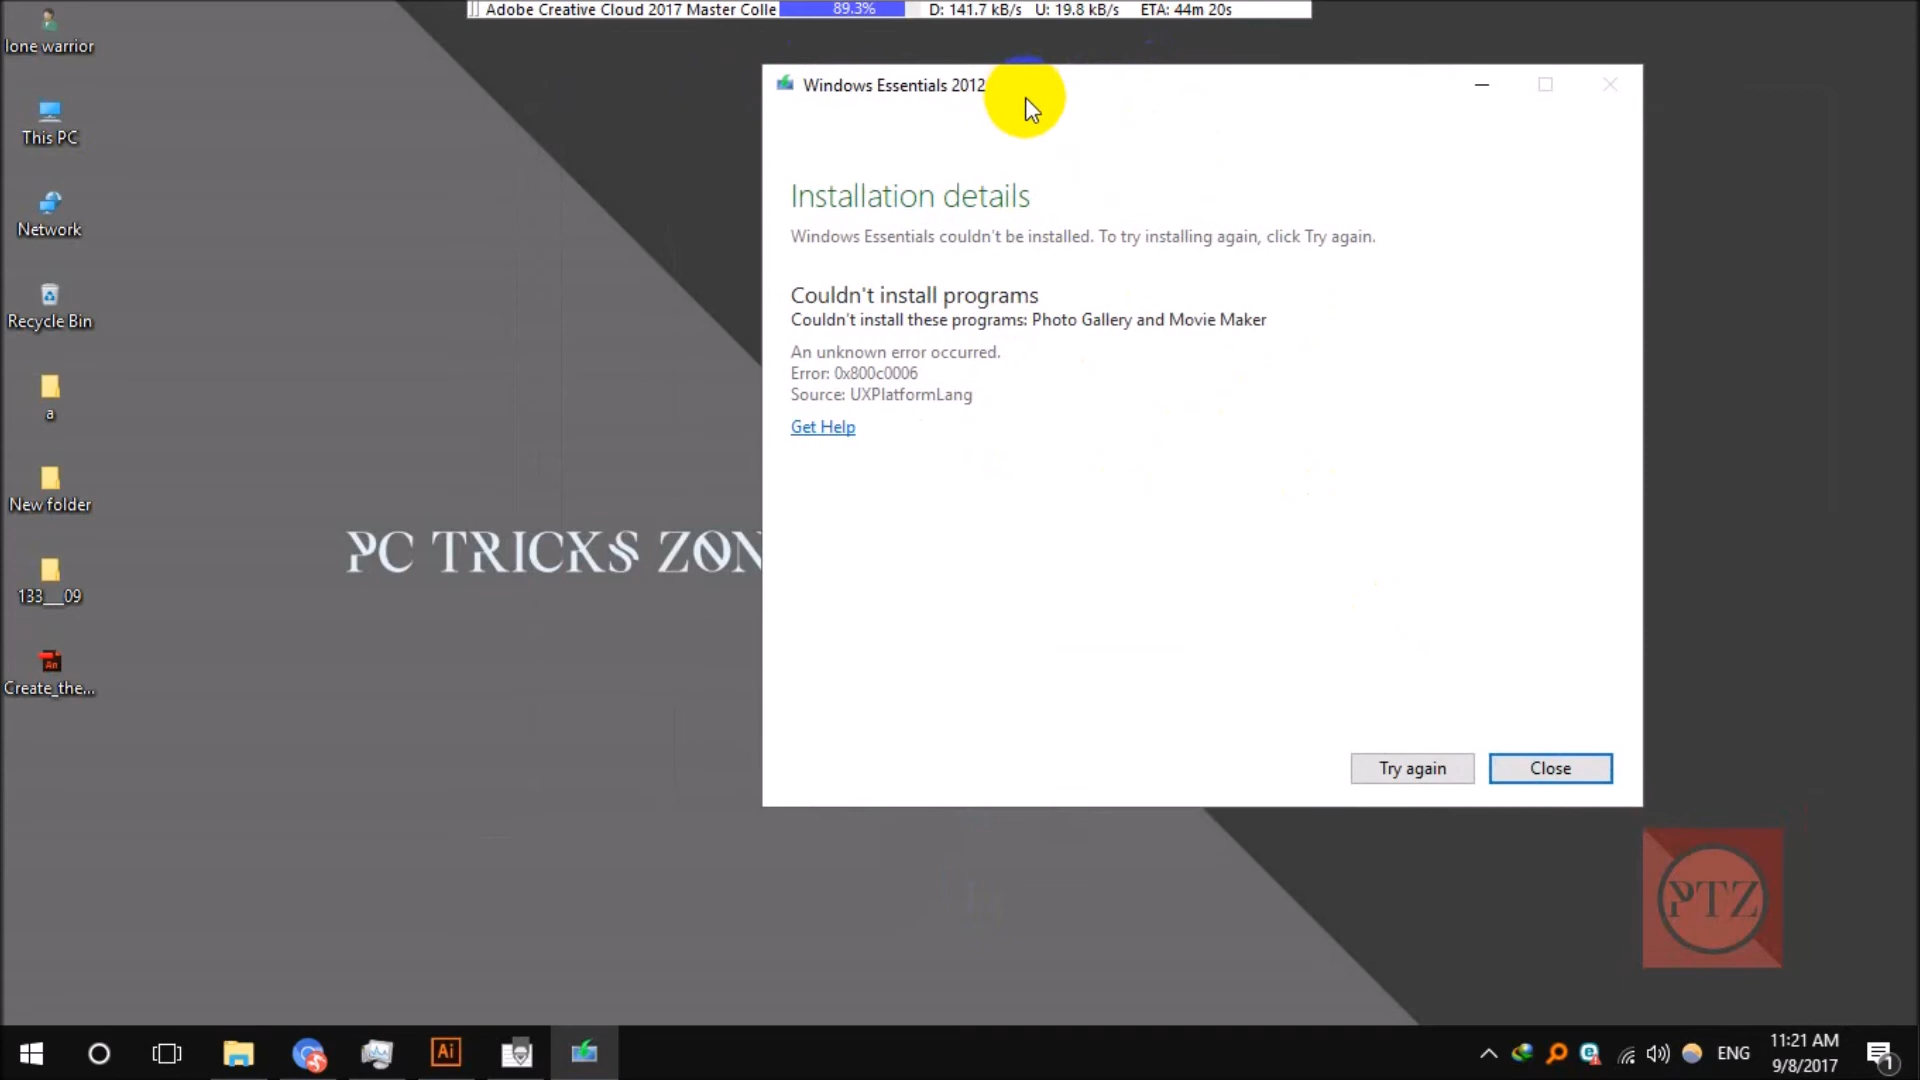 Adobe Creative Cloud 2017 Master Colle 89.3% D: 141.7 kB/s U: 19.8 kB/s ETA: 44m 20s
lone warrior
This PC
Network
Recycle Bin
a
New folder
133___09
An
Create_the...
PC TRICKS ZON
Windows Essentials 2012
Installation details
Windows Essentials couldn't be installed. To try installing again, click Try again.
Couldn't install programs
Couldn't install these programs: Photo Gallery and Movie Maker
An unknown error occurred.
Error: 0x800c0006
Source: UXPlatformLang
Get Help
Try again
Close
PTZ
Ai
ENG
11:21 AM
9/8/2017
1